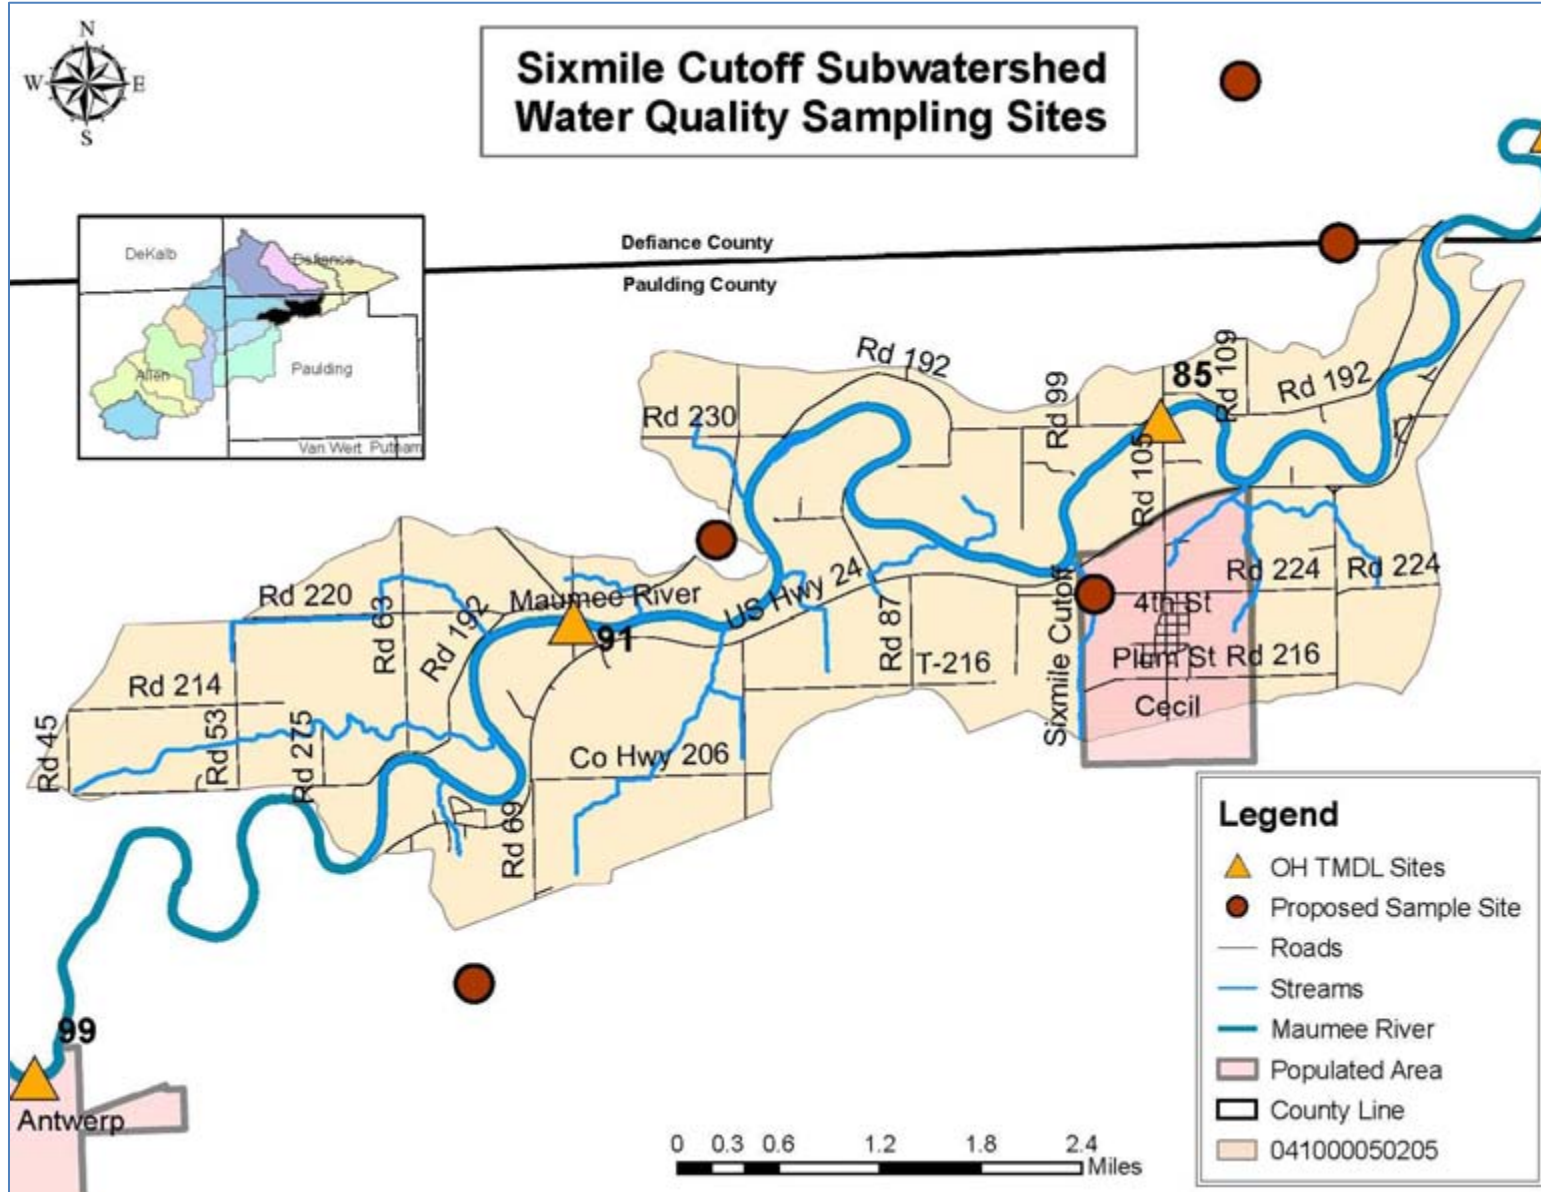 N
W
E
S
Sixmile Cutoff Subwatershed
Water Quality Sampling Sites
Defiance County
Paulding County
DeKalb
Defiance
Allen
Paulding
Van Wert
Putnam
Rd 192
Rd 109
85
Rd 192
Rd 99
Rd 230
Rd 105
Rd 220
Rd 63
Rd 192
Maumee River
91
US Hwy 24
Rd 87
T-216
Sixmile Cutoff
Rd 224
Rd 224
4th St
Plum St
Rd 216
Cecil
Rd 214
Rd 45
Rd 53
Rd 275
Co Hwy 206
Rd 69
99
Antwerp
0 0.3 0.6 1.2 1.8 2.4
Miles
Legend
OH TMDL Sites
Proposed Sample Site
Roads
Streams
Maumee River
Populated Area
County Line
041000050205